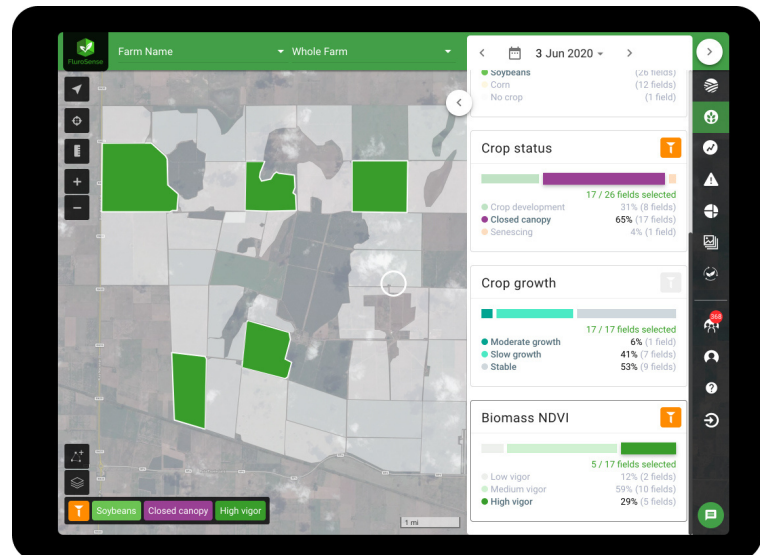 FluroSense
Farm Name
Whole Farm
3 Jun 2020
Soybeans (26 fields)
Corn (12 fields)
No crop (1 field)
Crop status
17 / 26 fields selected
Crop development 31% (8 fields)
Closed canopy 65% (17 fields)
Senescing 4% (1 field)
Crop growth
17 / 17 fields selected
Moderate growth 6% (1 field)
Slow growth 41% (7 fields)
Stable 53% (9 fields)
368
Biomass NDVI
5 / 17 fields selected
Low vigor 12% (2 fields)
Medium vigor 59% (10 fields)
High vigor 29% (5 fields)
Soybeans
Closed canopy
High vigor
1 mi